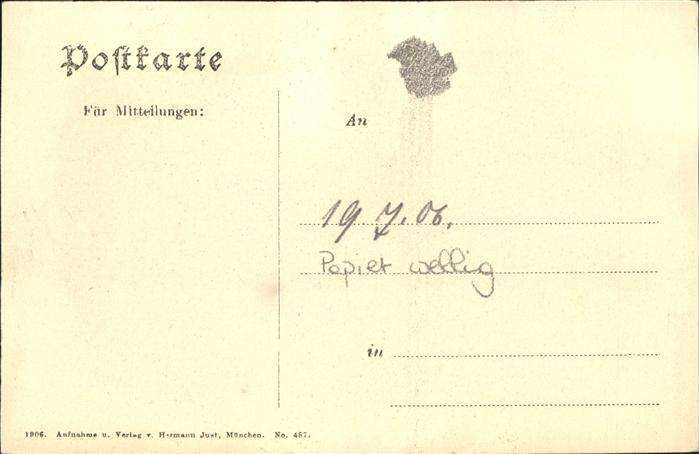 Postkarte
Für Mitteilungen:
An
19 7. 06.
Papier wellig
in
1906. Aufnahme u. Verlag v. Hermann Just, München. No. 487.